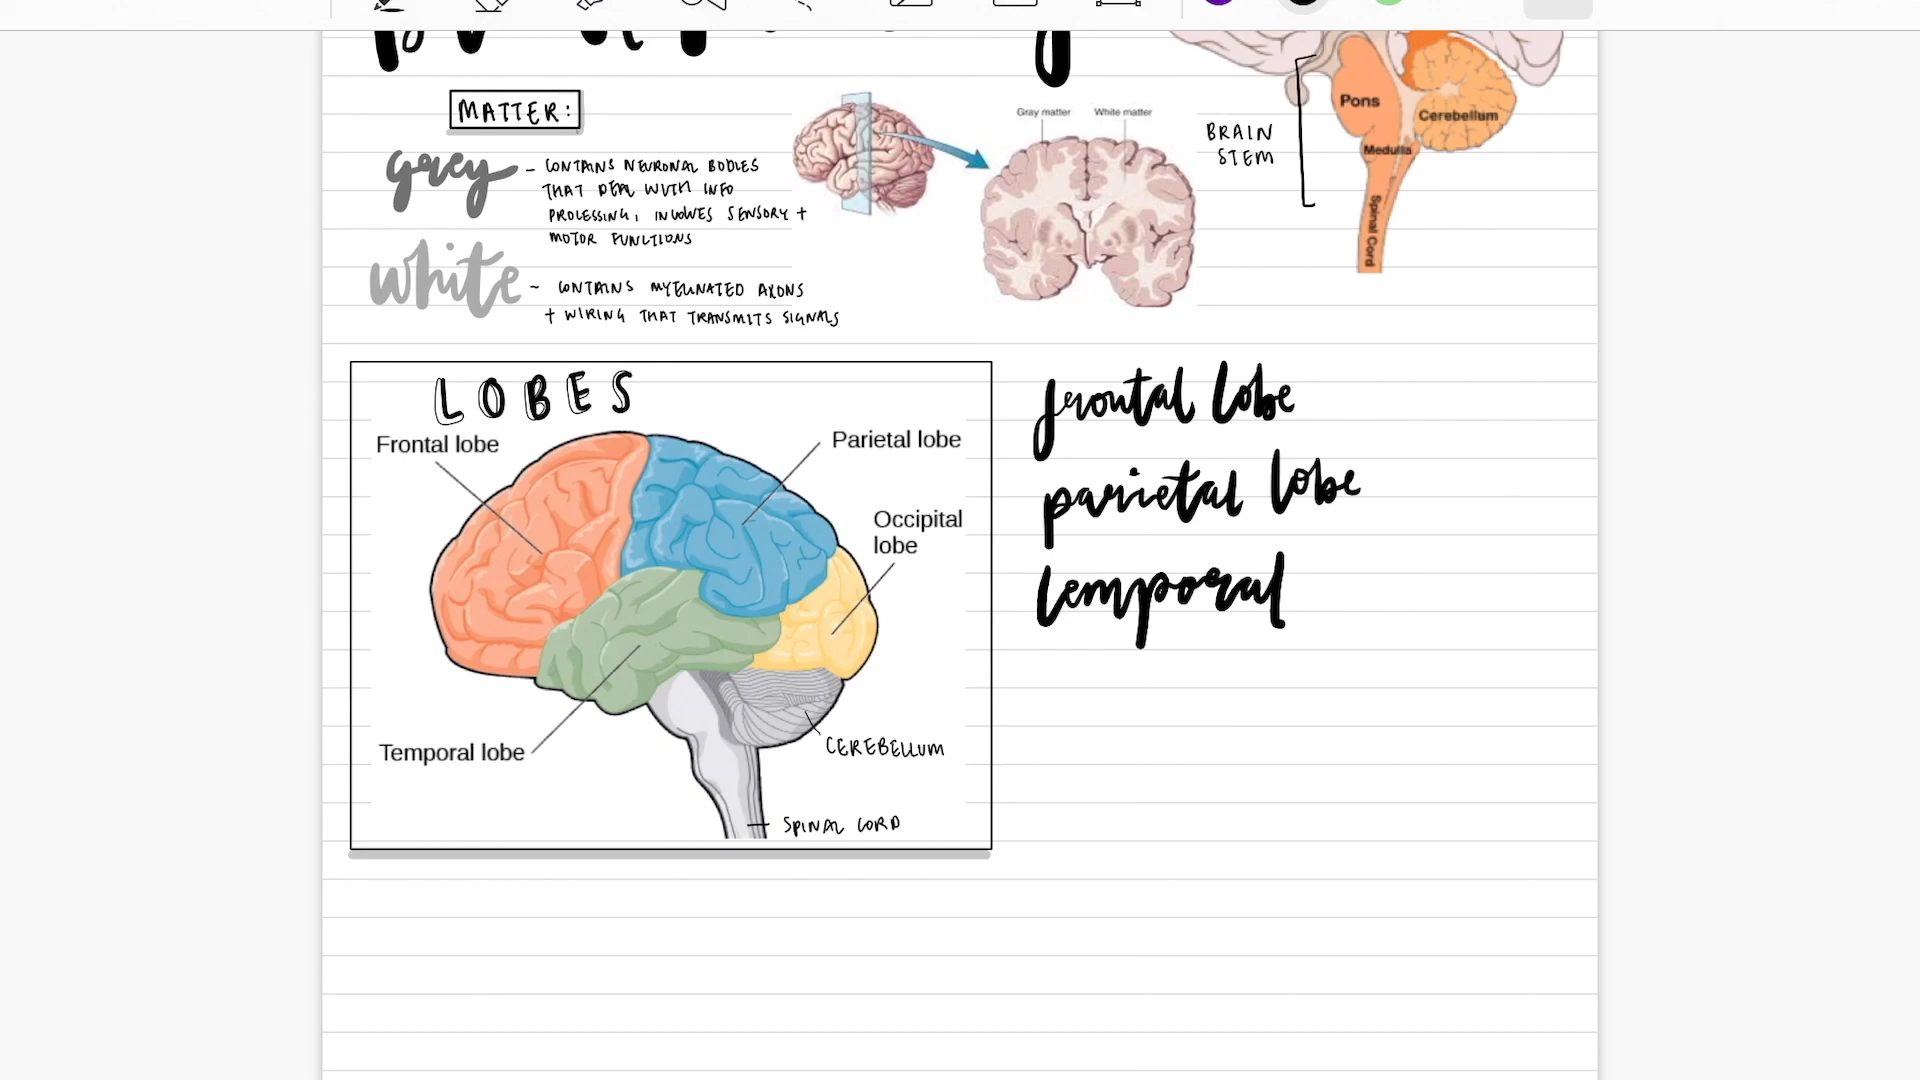 MATTER:
grey - CONTAINS NEURONAL BODIES
THAT DEAL WITH INFO
PROCESSING, INVOLVES SENSORY +
MOTOR FUNCTIONS
white - CONTAINS MYELINATED AXONS
+ WIRING THAT TRANSMITS SIGNALS
Gray matter White matter
BRAIN
STEM
Pons
Cerebellum
Medulla
Spinal Cord
LOBES
Frontal lobe
Parietal lobe
Occipital
lobe
Temporal lobe
CEREBELLUM
SPINAL CORD
frontal lobe
parietal lobe
temporal